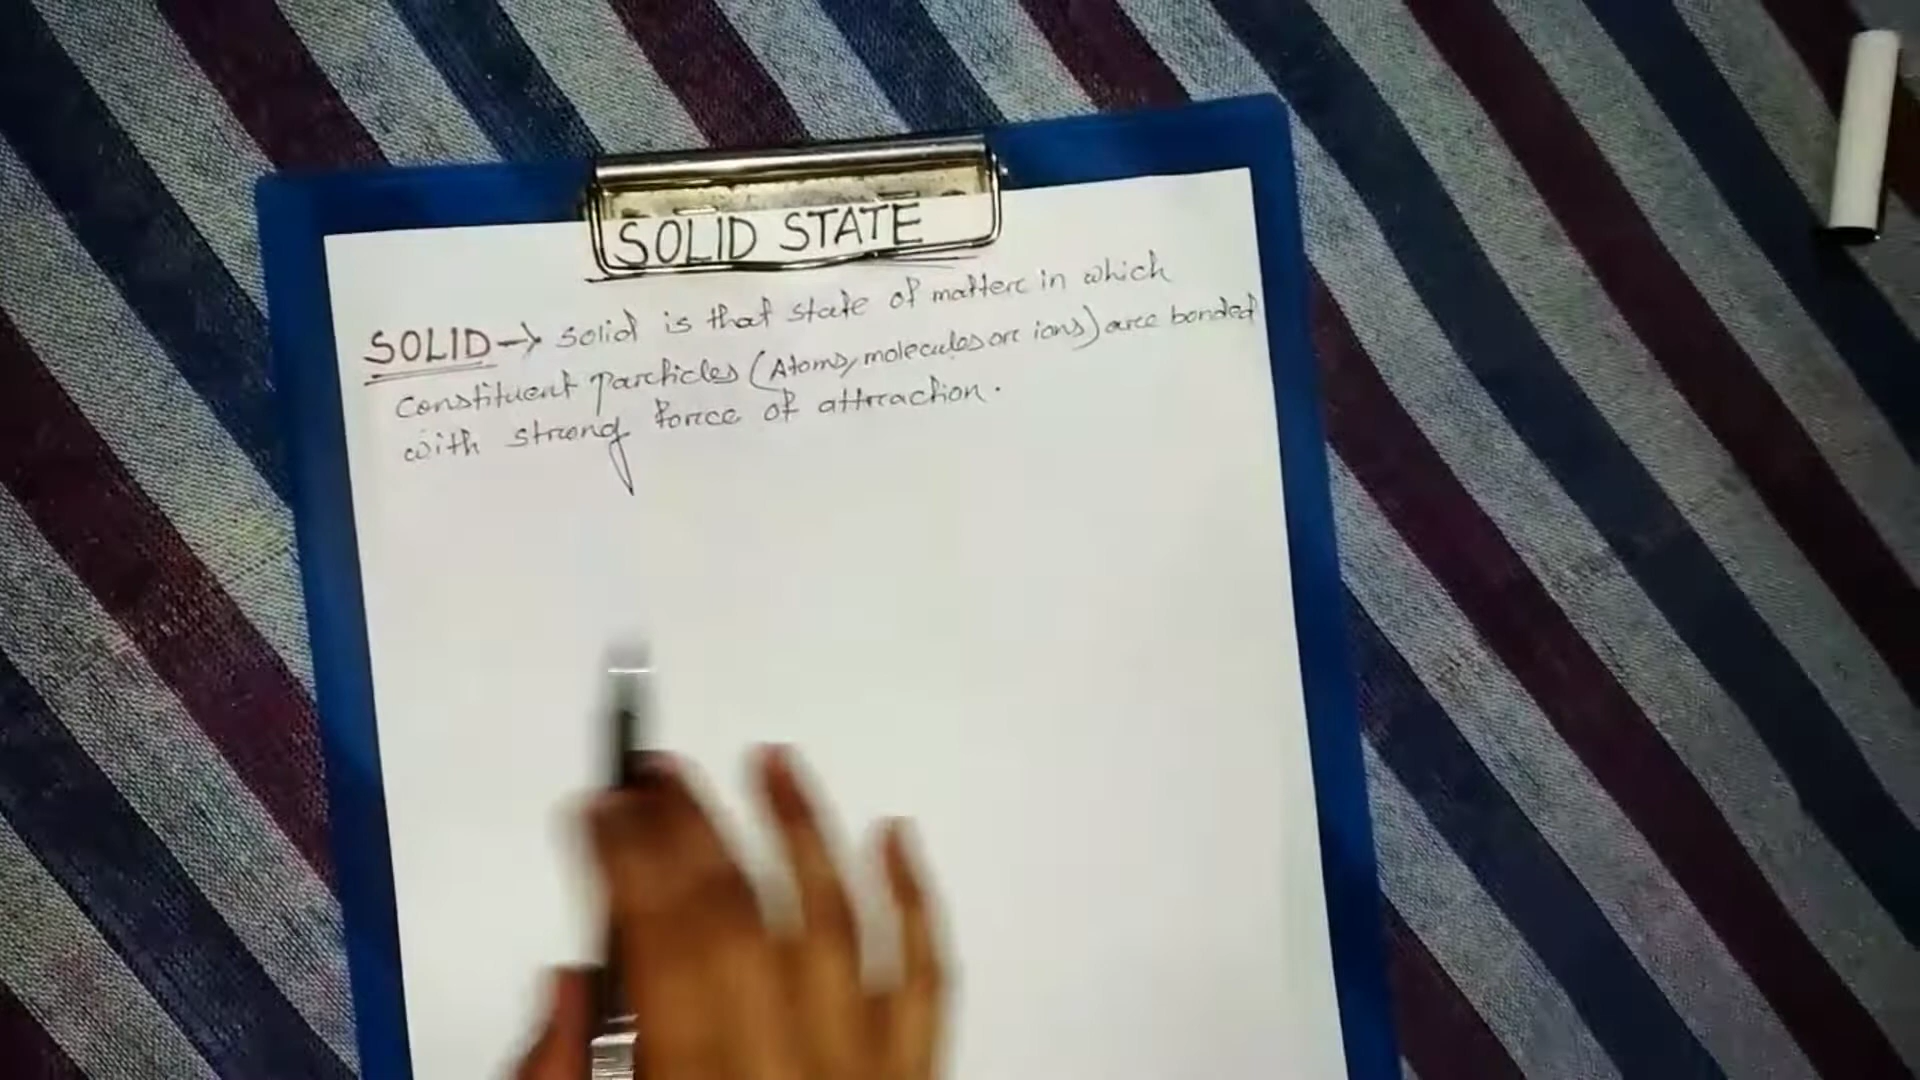 SOLID STATE
SOLID → solid is that state of matter in which
constituent particles (Atoms, molecules or ions) are bonded
with strong force of attraction.